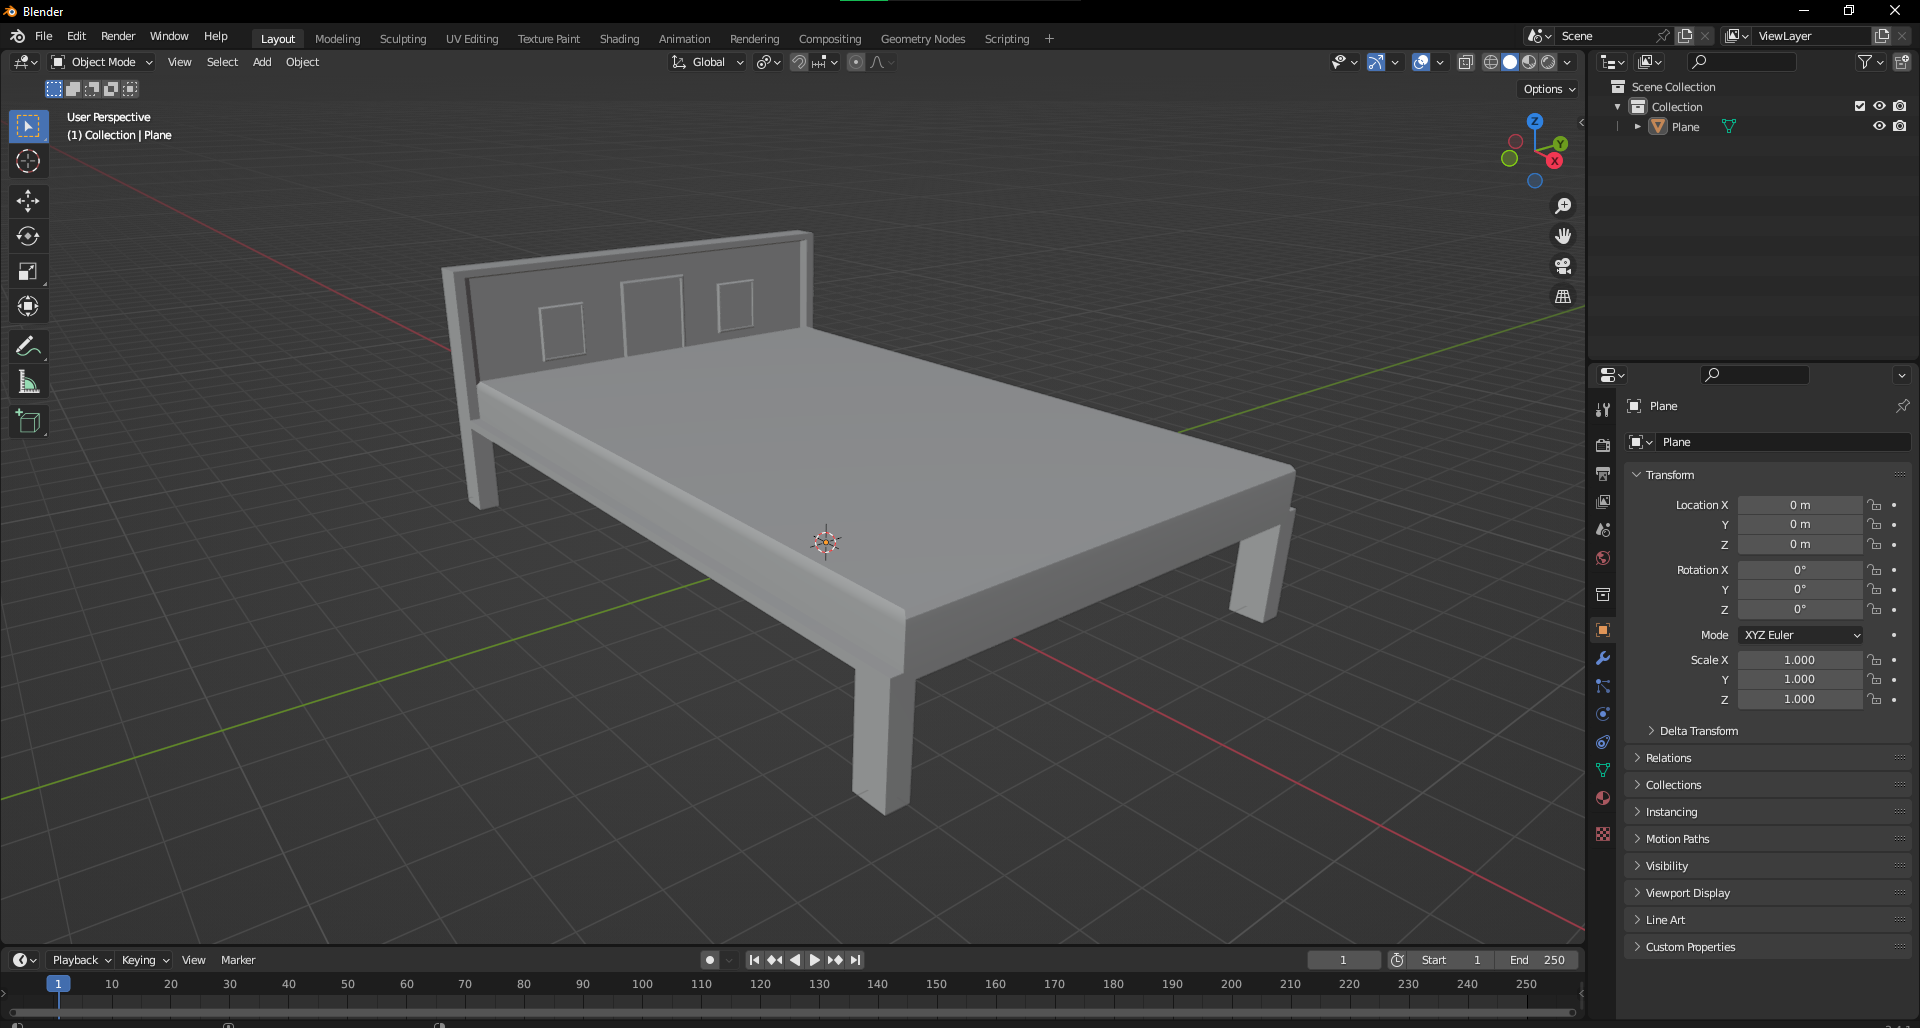 Blender
File Edit Render Window Help Layout Modeling Sculpting UV Editing Texture Paint Shading Animation Rendering Compositing Geometry Nodes Scripting + Scene ViewLayer
Object Mode View Select Add Object Global
Options
User Perspective
(1) Collection | Plane
Z
Y
X
Scene Collection
Collection
Plane
Plane
Plane
Transform
Location X 0 m
Y 0 m
Z 0 m
Rotation X 0°
Y 0°
Z 0°
Mode XYZ Euler
Scale X 1.000
Y 1.000
Z 1.000
Delta Transform
Relations
Collections
Instancing
Motion Paths
Visibility
Viewport Display
Line Art
Custom Properties
Playback Keying View Marker 1 Start 1 End 250
1 10 20 30 40 50 60 70 80 90 100 110 120 130 140 150 160 170 180 190 200 210 220 230 240 250